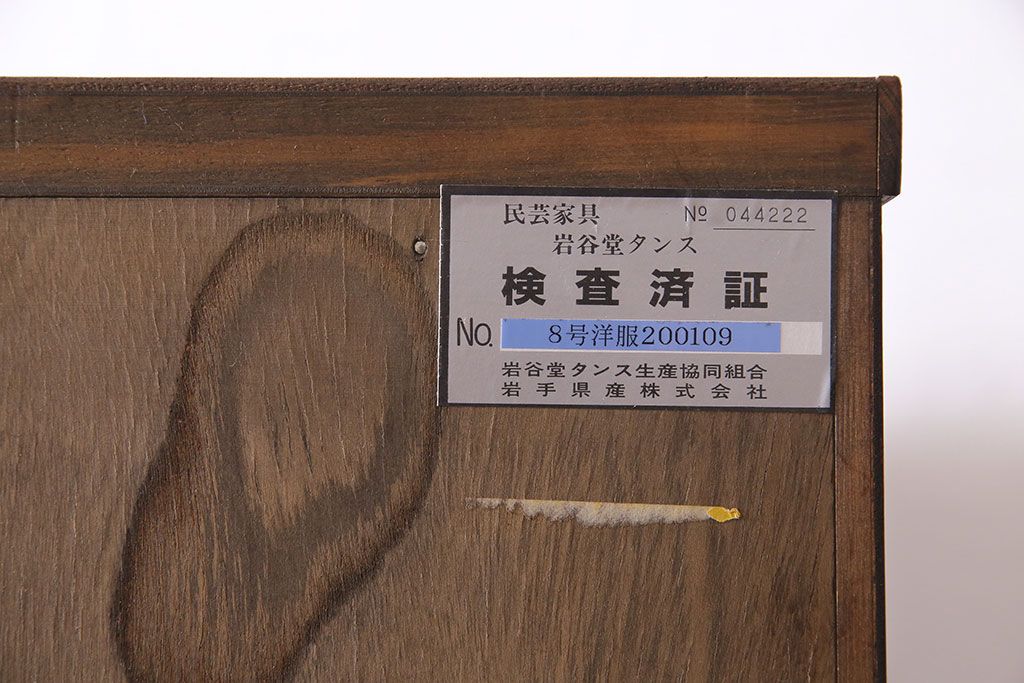 民芸家具 № 044222
岩谷堂タンス
検査済証
No. 8号洋服200109
岩谷堂タンス生産協同組合
岩手県産株式会社